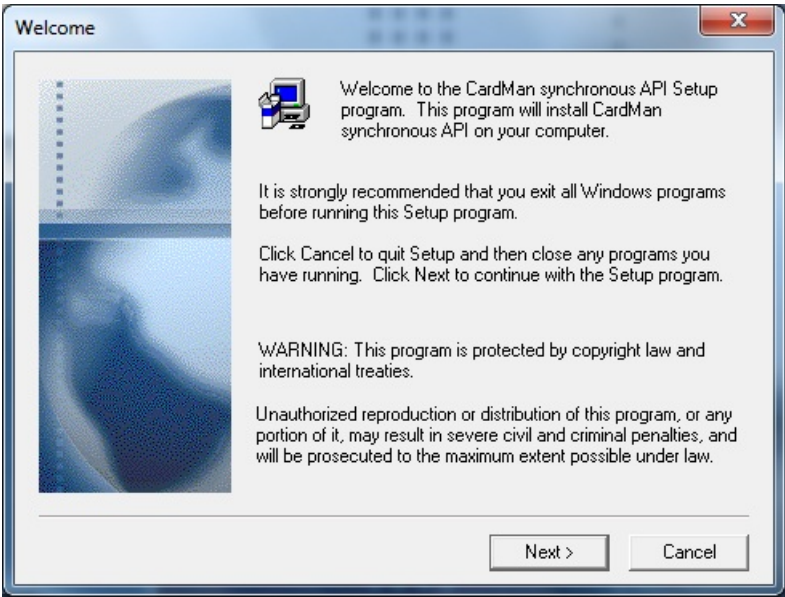 Welcome
Welcome to the CardMan synchronous API Setup
program.  This program will install CardMan
synchronous API on your computer.
It is strongly recommended that you exit all Windows programs
before running this Setup program.
Click Cancel to quit Setup and then close any programs you
have running.  Click Next to continue with the Setup program.
WARNING: This program is protected by copyright law and
international treaties.
Unauthorized reproduction or distribution of this program, or any
portion of it, may result in severe civil and criminal penalties, and
will be prosecuted to the maximum extent possible under law.
Next >
Cancel